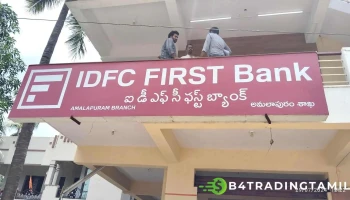 IDFC FIRST Bank
ఐ డీ ఎఫ్ సీ ఫస్ట్ బ్యాంక్
AMALAPURAM BRANCH
అమలాపురం శాఖ
B4TRADINGTAMIL